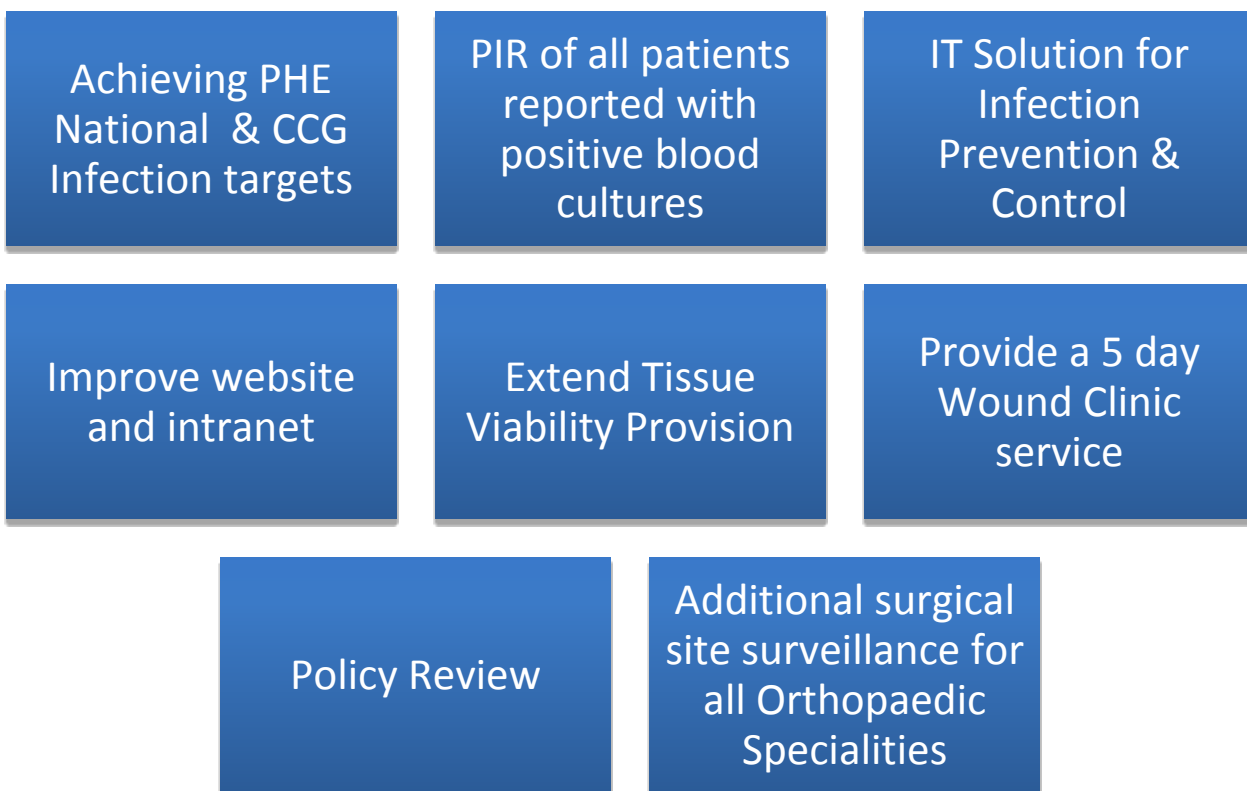 Achieving PHE
National & CCG
Infection targets
PIR of all patients
reported with
positive blood
cultures
IT Solution for
Infection
Prevention &
Control
Improve website
and intranet
Extend Tissue
Viability Provision
Provide a 5 day
Wound Clinic
service
Policy Review
Additional surgical
site surveillance for
all Orthopaedic
Specialities